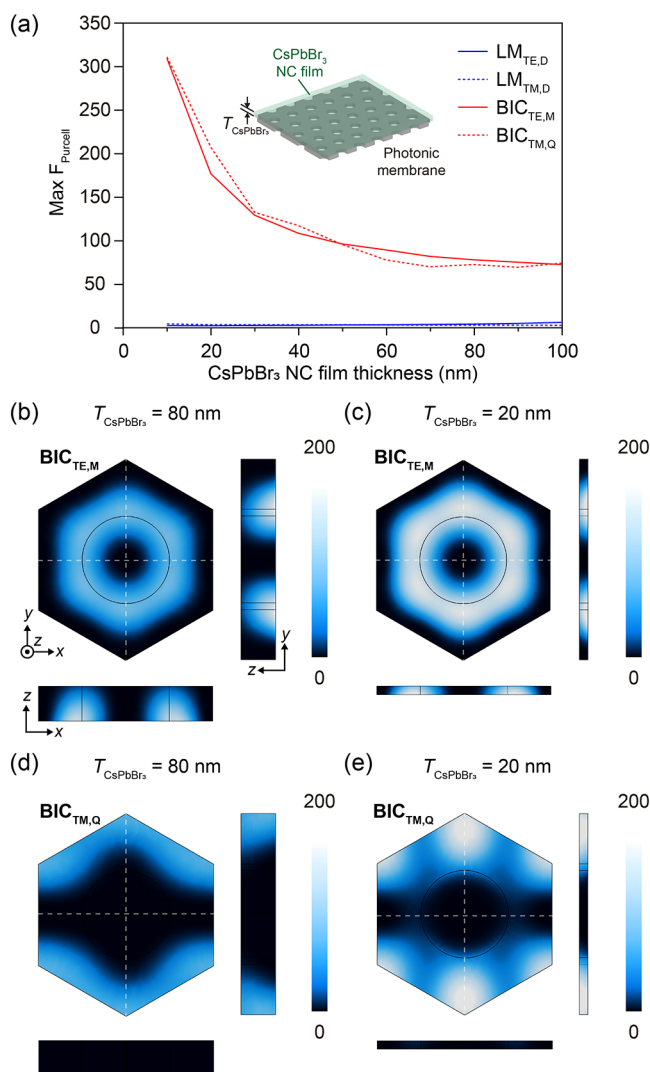 (a)
350
300
250
200
150
100
50
0
Max F_Purcell
0
20
40
60
80
100
CsPbBr₃ NC film thickness (nm)
CsPbBr₃
NC film
T_CsPbBr₃
Photonic
membrane
LM_TE,D
LM_TM,D
BIC_TE,M
BIC_TM,Q
(b)
T_CsPbBr₃ = 80 nm
BIC_TE,M
200
0
y
z
x
y
z
z
x
(c)
T_CsPbBr₃ = 20 nm
BIC_TE,M
200
0
(d)
T_CsPbBr₃ = 80 nm
BIC_TM,Q
200
0
(e)
T_CsPbBr₃ = 20 nm
BIC_TM,Q
200
0